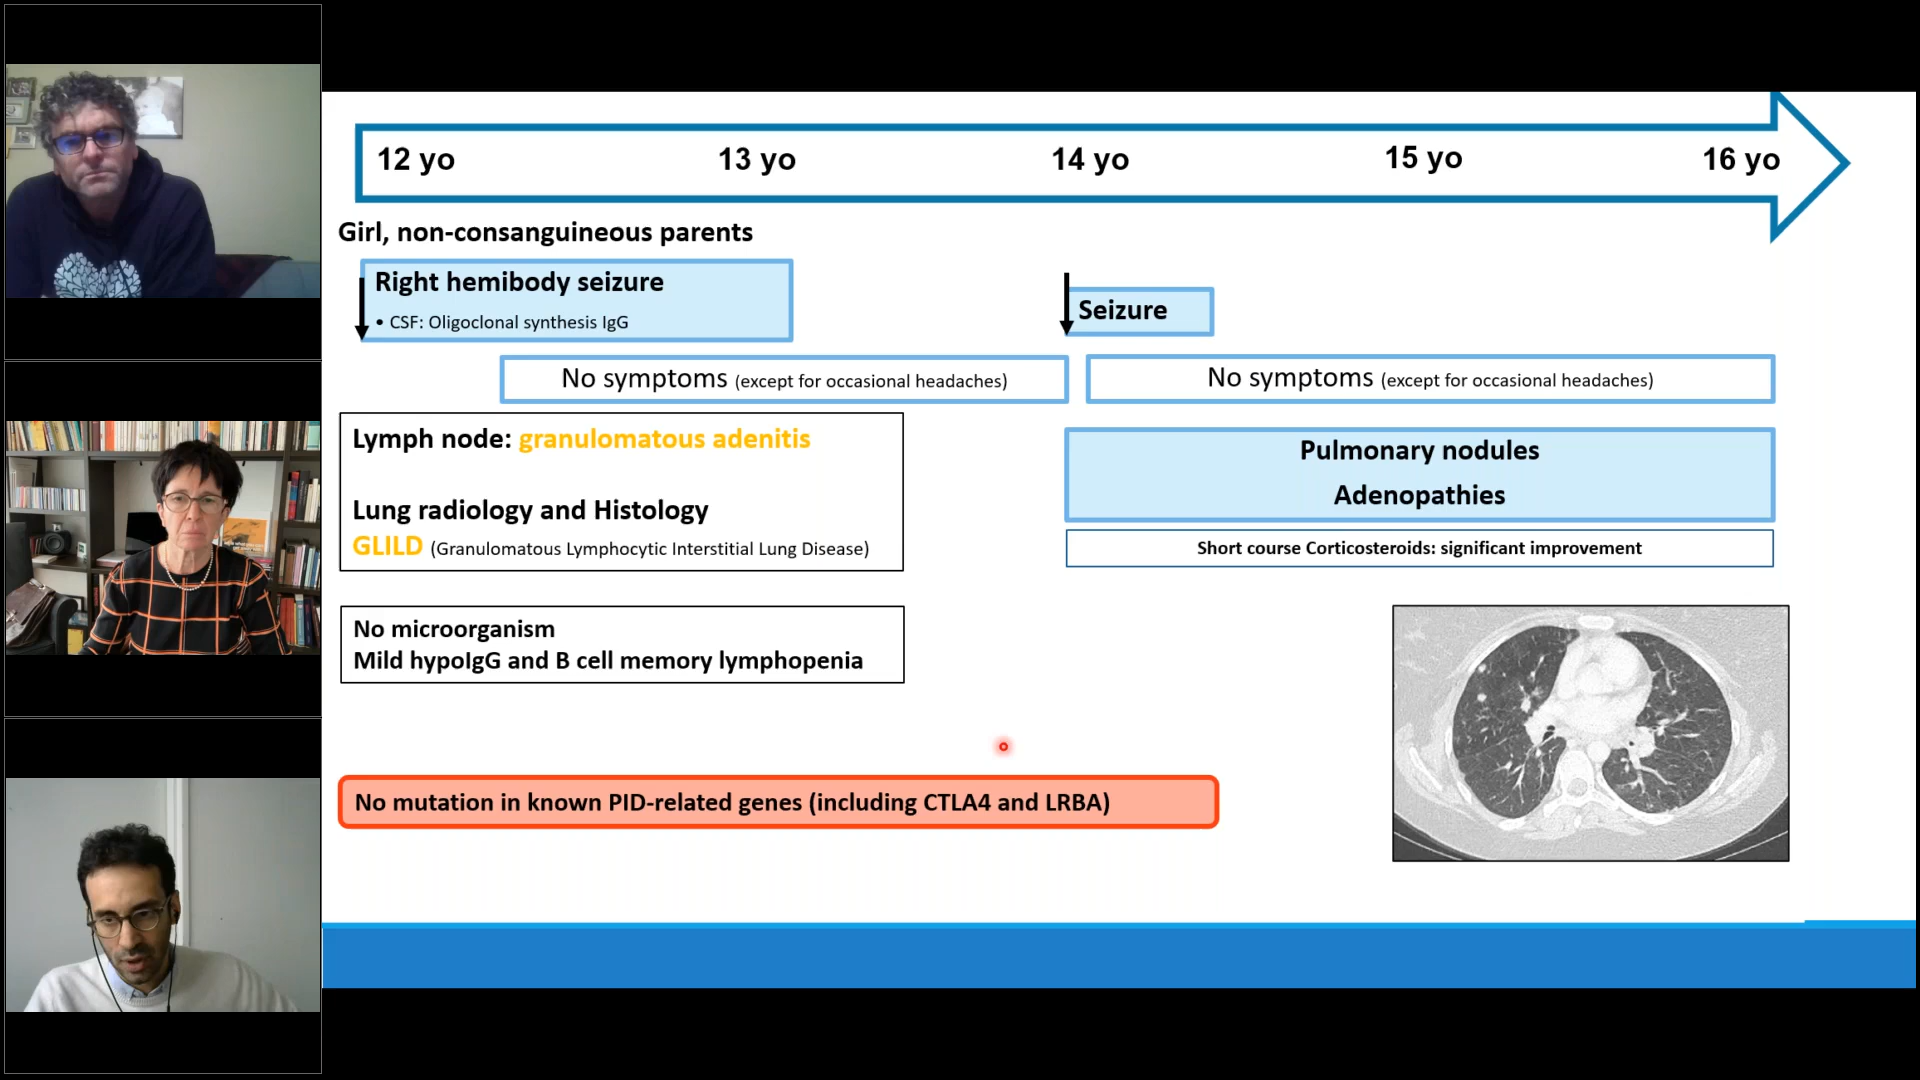 12 yo 13 yo 14 yo 15 yo 16 yo
Girl, non-consanguineous parents
Right hemibody seizure
• CSF: Oligoclonal synthesis IgG
Seizure
No symptoms (except for occasional headaches)
No symptoms (except for occasional headaches)
Lymph node: granulomatous adenitis
Lung radiology and Histology
GLILD (Granulomatous Lymphocytic Interstitial Lung Disease)
Pulmonary nodules
Adenopathies
Short course Corticosteroids: significant improvement
No microorganism
Mild hypoIgG and B cell memory lymphopenia
No mutation in known PID-related genes (including CTLA4 and LRBA)